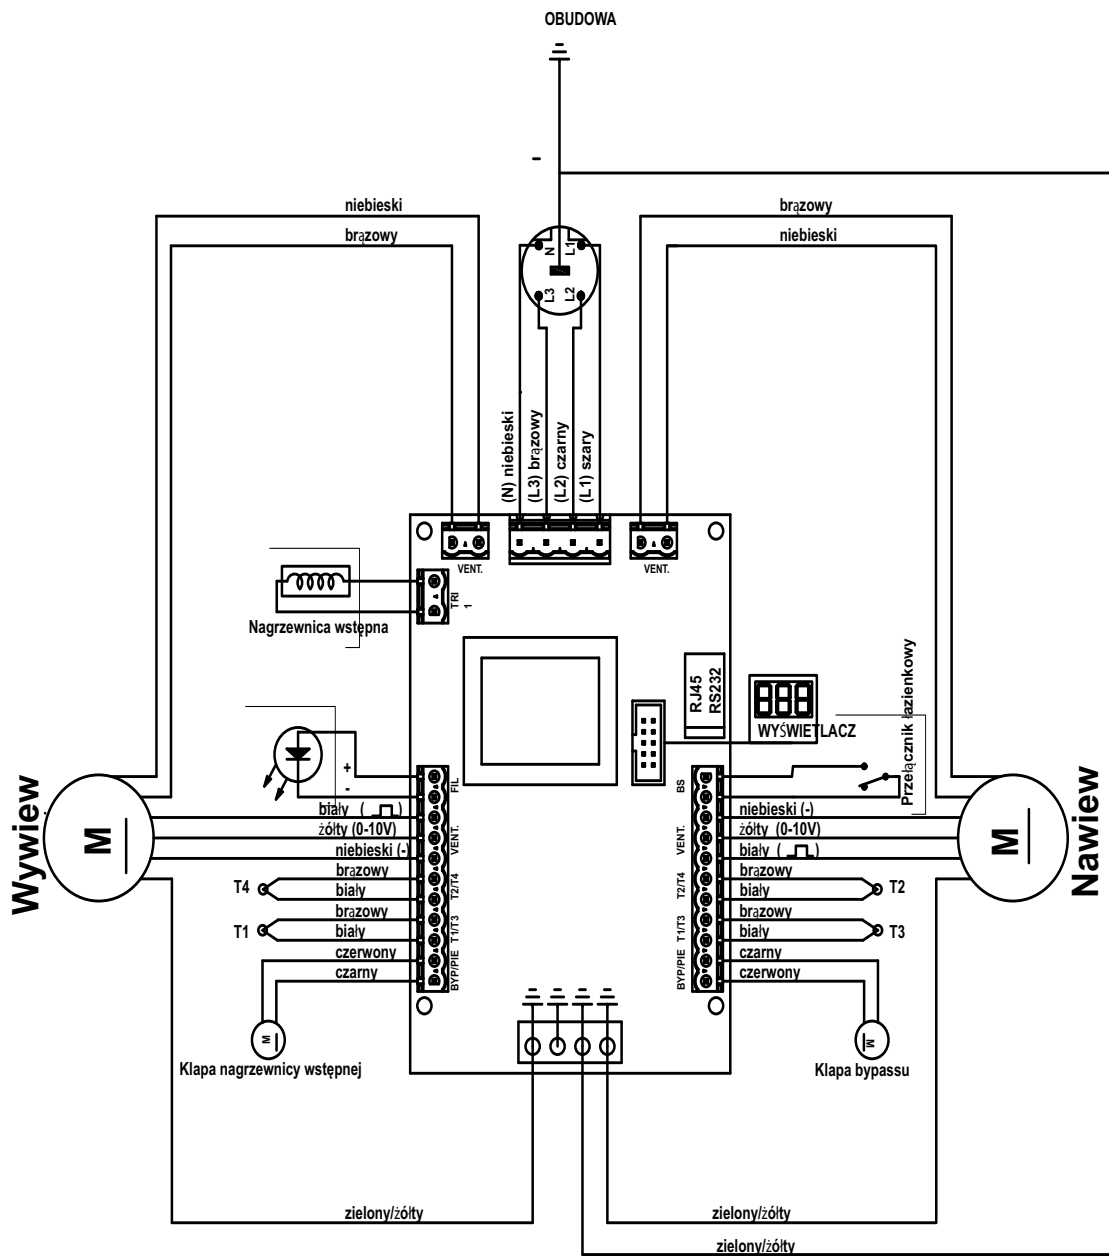 OBUDOWA
-
niebieski
brązowy
brązowy
niebieski
N
L1
L3
L2
(N) niebieski
(L3) brązowy
(L2) czarny
(L1) szary
VENT.
VENT.
TRI
1
Nagrzewnica wstępna
RJ45
RS232
WYŚWIETLACZ
Przełącznik łazienkowy
Wywiew
M
Nawiew
M
+
-
FIL
VENT.
T2/T4
T1/T3
BYP/PIE
BS
VENT.
T2/T4
T1/T3
BYP/PIE
biały ( )
żółty (0-10V)
niebieski (-)
brązowy
biały
brązowy
biały
czerwony
czarny
T4
T1
niebieski (-)
żółty (0-10V)
biały ( )
brązowy
biały
brązowy
biały
czarny
czerwony
T2
T3
M
Klapa nagrzewnicy wstępnej
M
Klapa bypassu
zielony/żółty
zielony/żółty
zielony/żółty